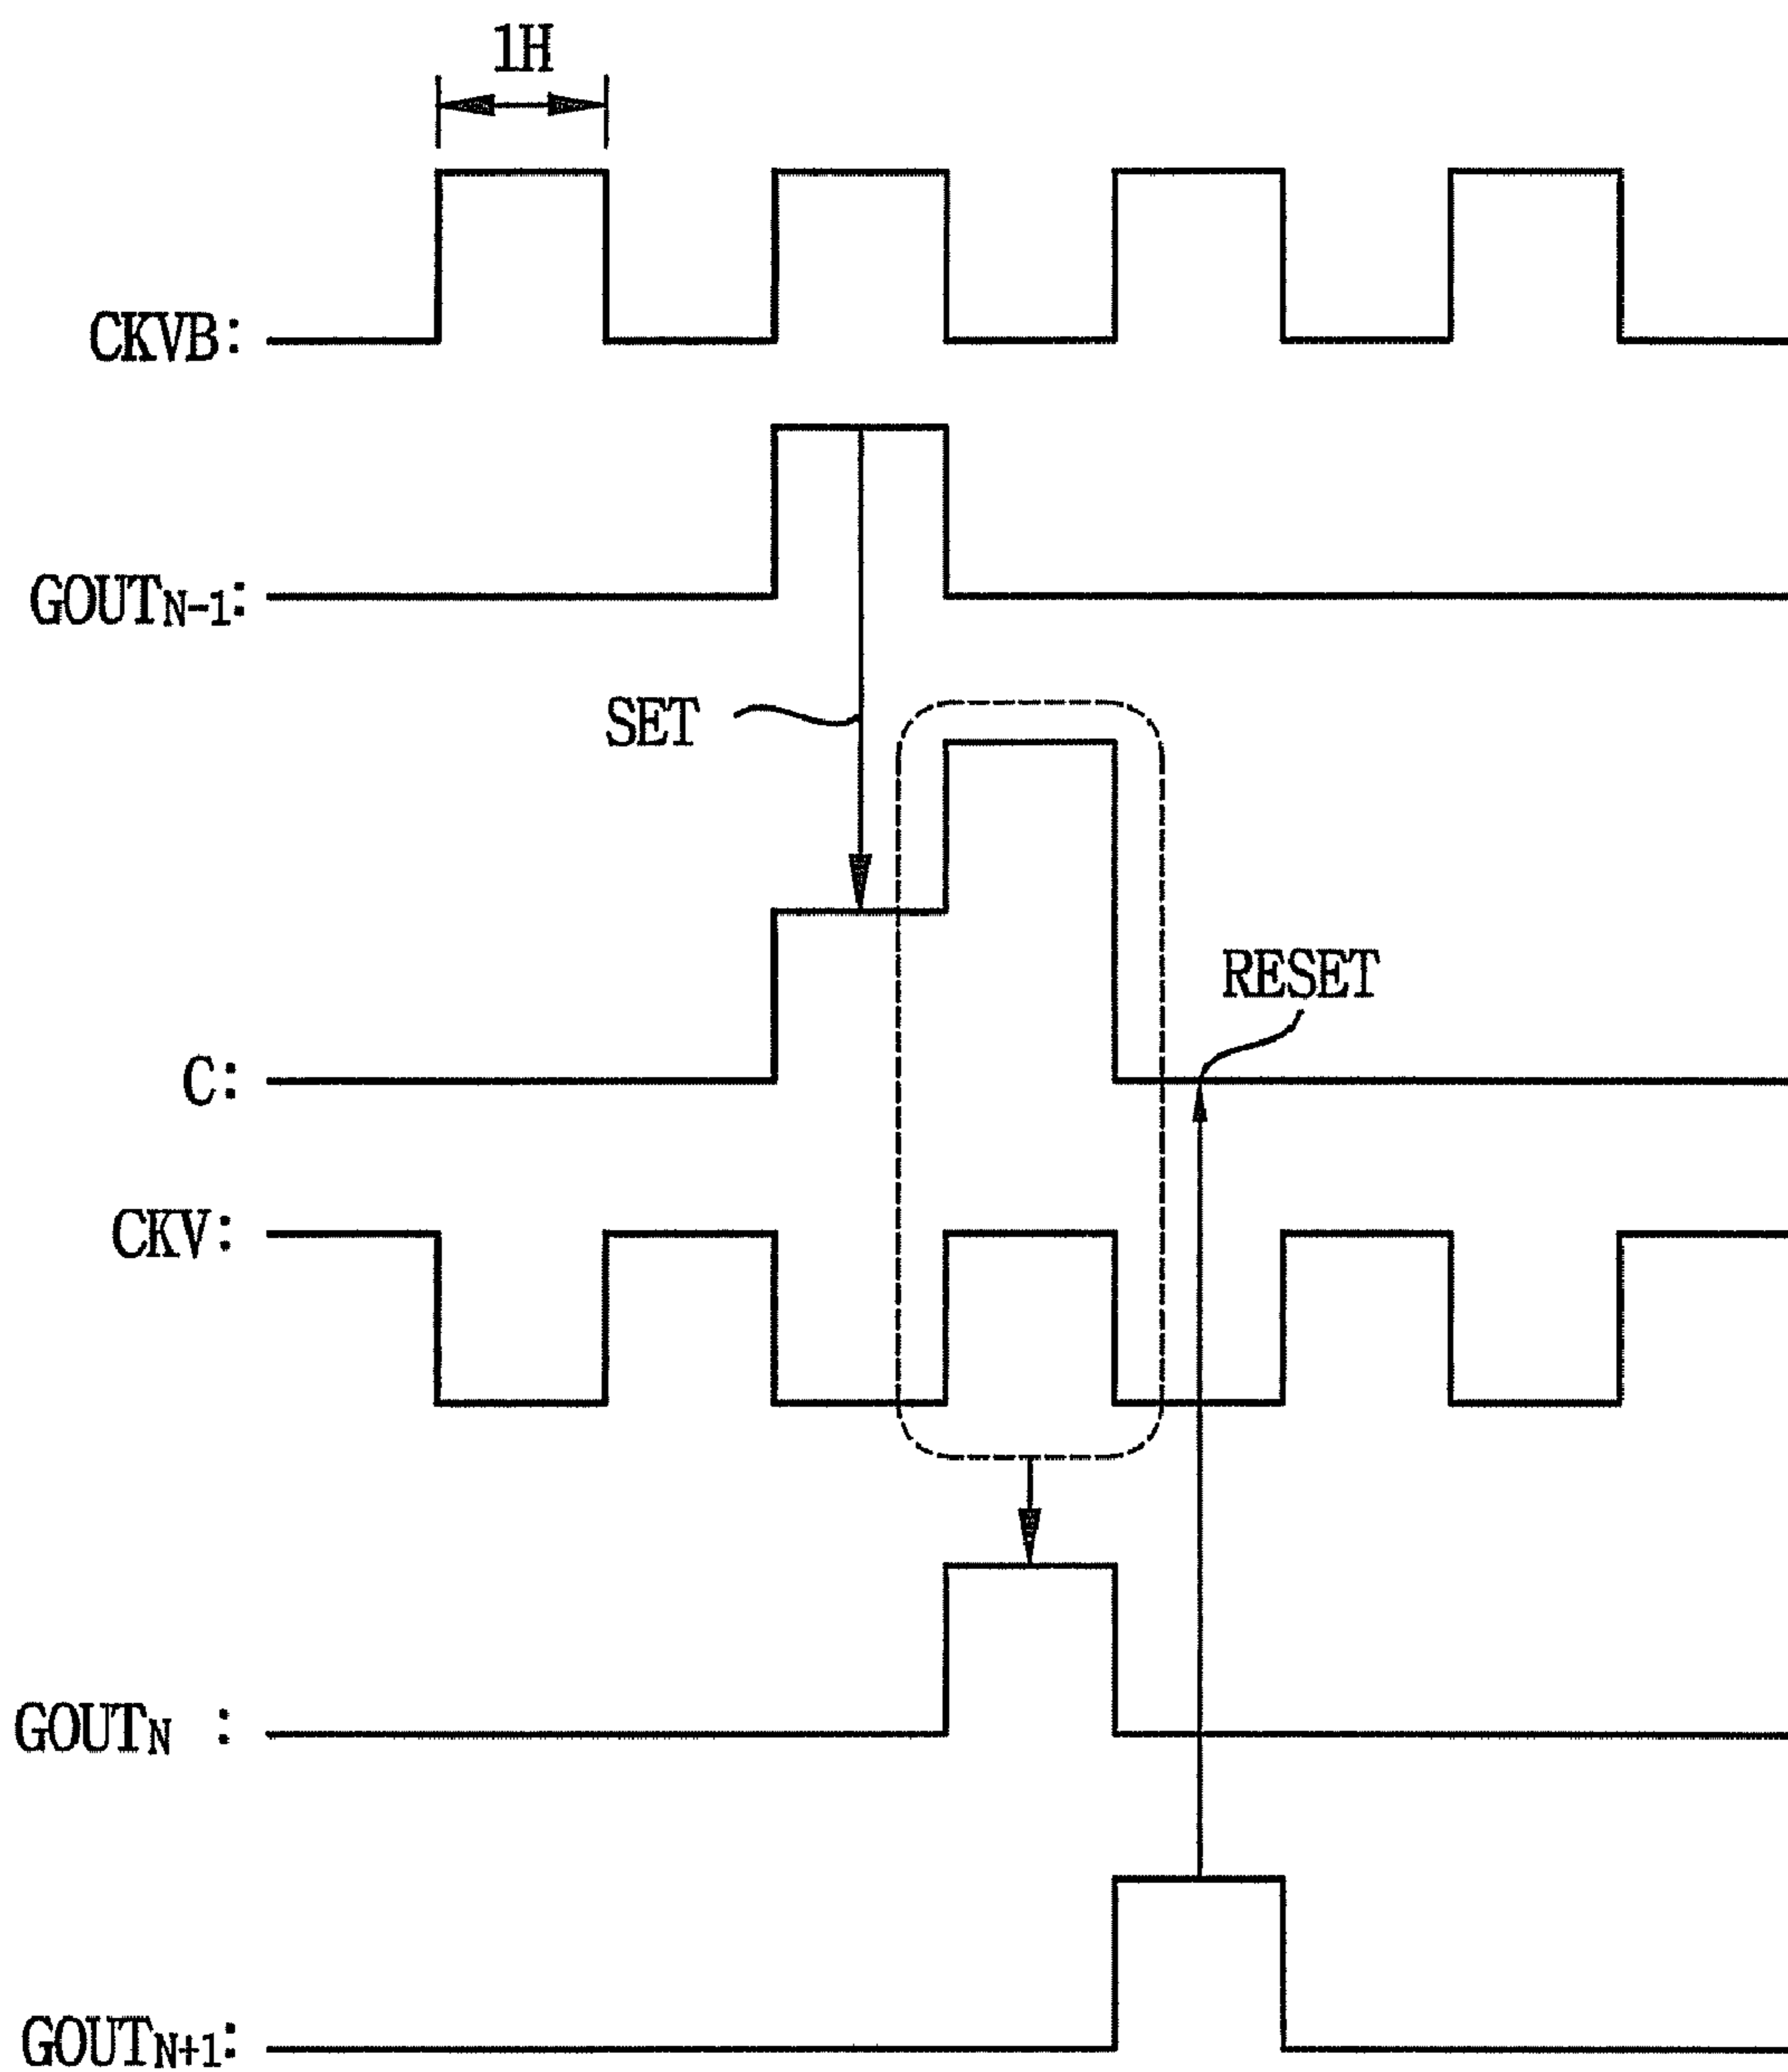 1H
CKVB:
GOUTN-1:
SET
RESET
C:
CKV:
GOUTN :
GOUTN+1: